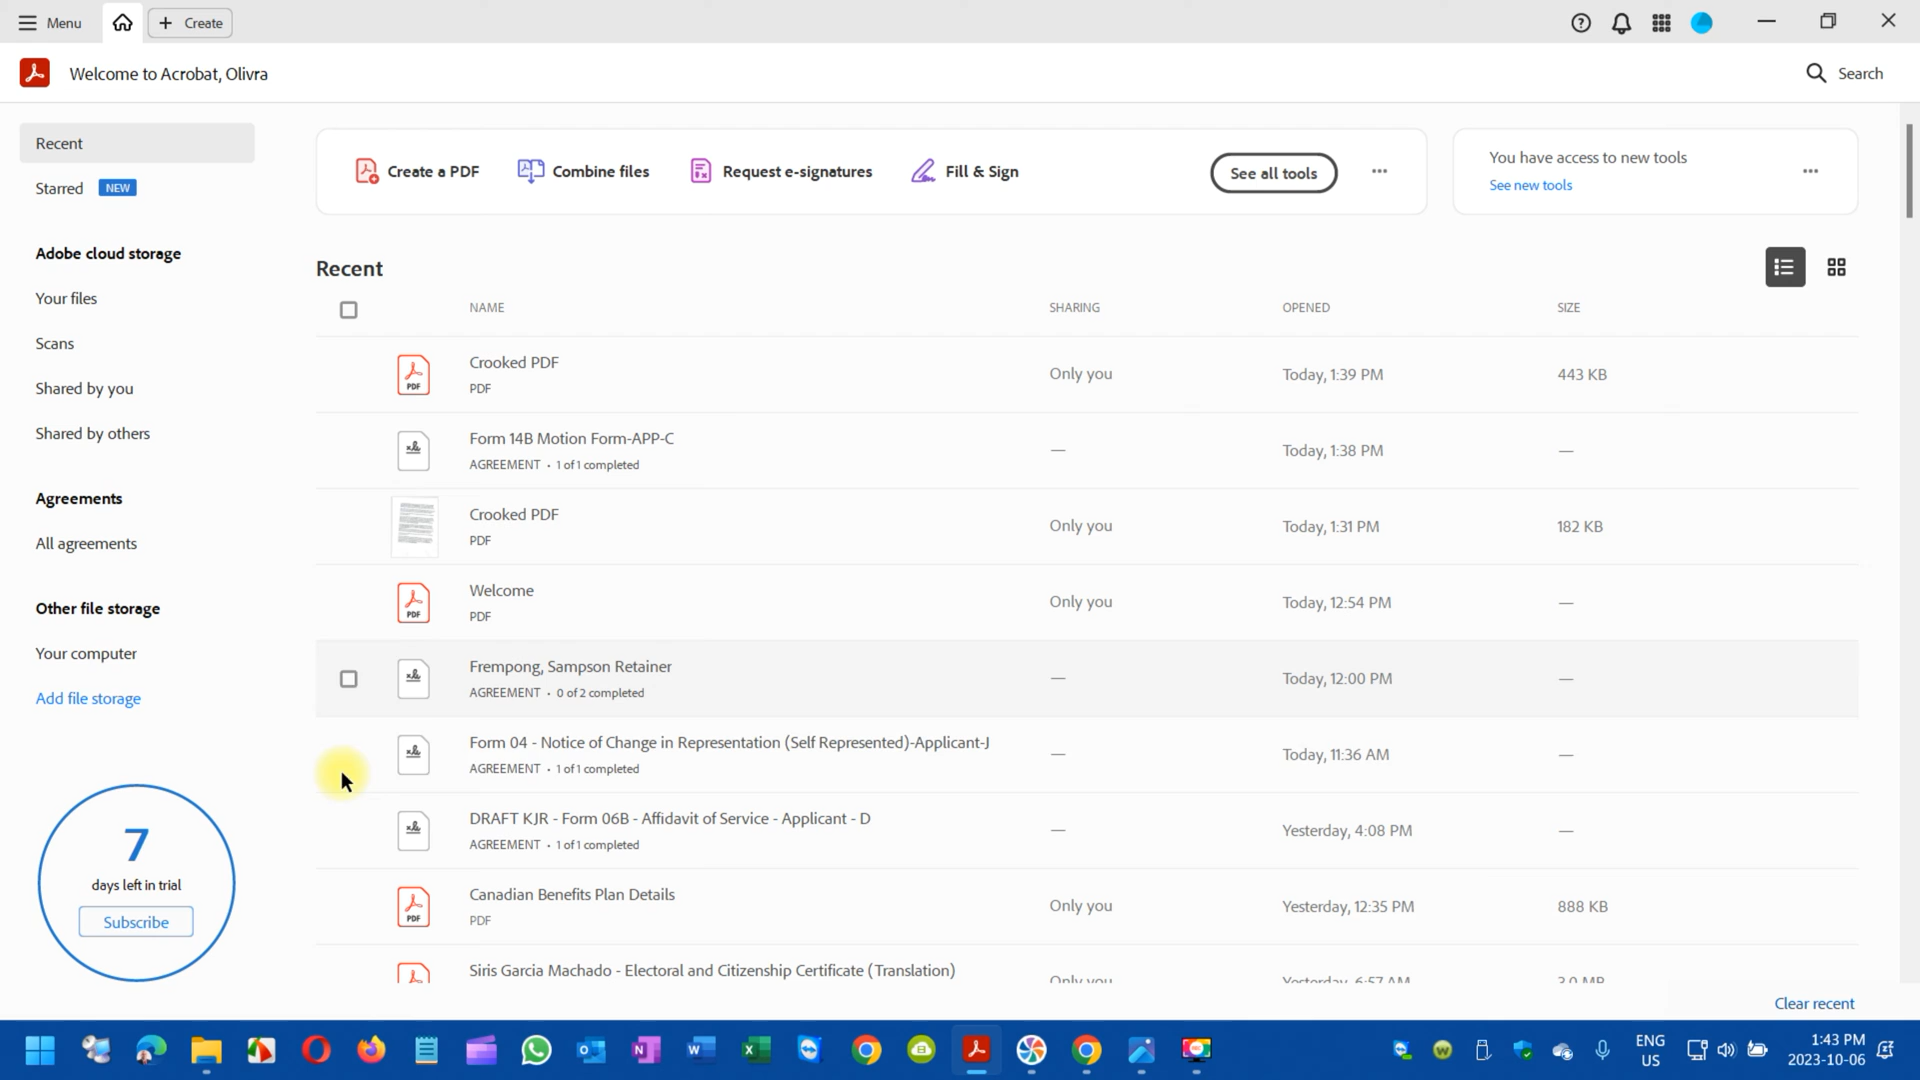 Menu
Create
Welcome to Acrobat, Olivra
Search
Recent
Starred NEW
Adobe cloud storage
Your files
Scans
Shared by you
Shared by others
Agreements
All agreements
Other file storage
Your computer
Add file storage
7
days left in trial
Subscribe
Create a PDF
Combine files
Request e-signatures
Fill & Sign
See all tools
You have access to new tools
See new tools
Recent
NAME SHARING OPENED SIZE
Crooked PDF
PDF
Only you Today, 1:39 PM 443 KB
Form 14B Motion Form-APP-C
AGREEMENT • 1 of 1 completed
— Today, 1:38 PM —
Crooked PDF
PDF
Only you Today, 1:31 PM 182 KB
Welcome
PDF
Only you Today, 12:54 PM —
Frempong, Sampson Retainer
AGREEMENT • 0 of 2 completed
— Today, 12:00 PM —
Form 04 - Notice of Change in Representation (Self Represented)-Applicant-J
AGREEMENT • 1 of 1 completed
— Today, 11:36 AM —
DRAFT KJR - Form 06B - Affidavit of Service - Applicant - D
AGREEMENT • 1 of 1 completed
— Yesterday, 4:08 PM —
Canadian Benefits Plan Details
PDF
Only you Yesterday, 12:35 PM 888 KB
Siris Garcia Machado - Electoral and Citizenship Certificate (Translation)
Only you Yesterday, 6:57 AM 3.0 MB
Clear recent
ENG
US
1:43 PM
2023-10-06